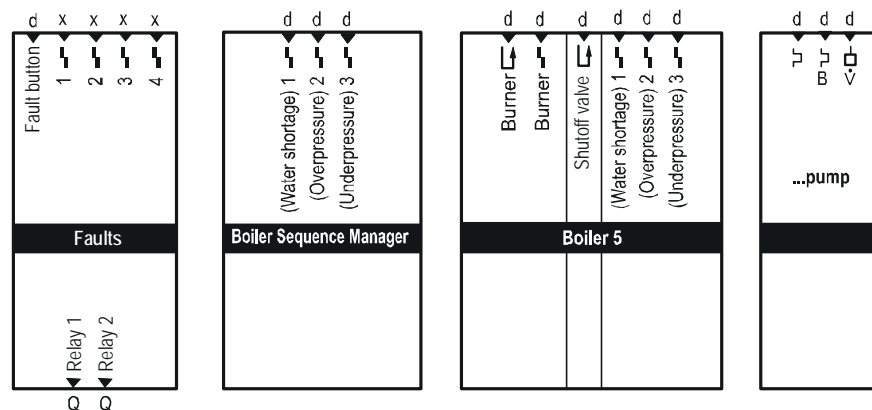 d x x x x
Fault button
1
2
3
4
Faults
Relay 1
Relay 2
Q Q
d d d
(Water shortage) 1
(Overpressure) 2
(Underpressure) 3
Boiler Sequence Manager
d d d d d d
Burner
Burner
Shutoff valve
(Water shortage) 1
(Overpressure) 2
(Underpressure) 3
Boiler 5
d d d
B V̇
...pump